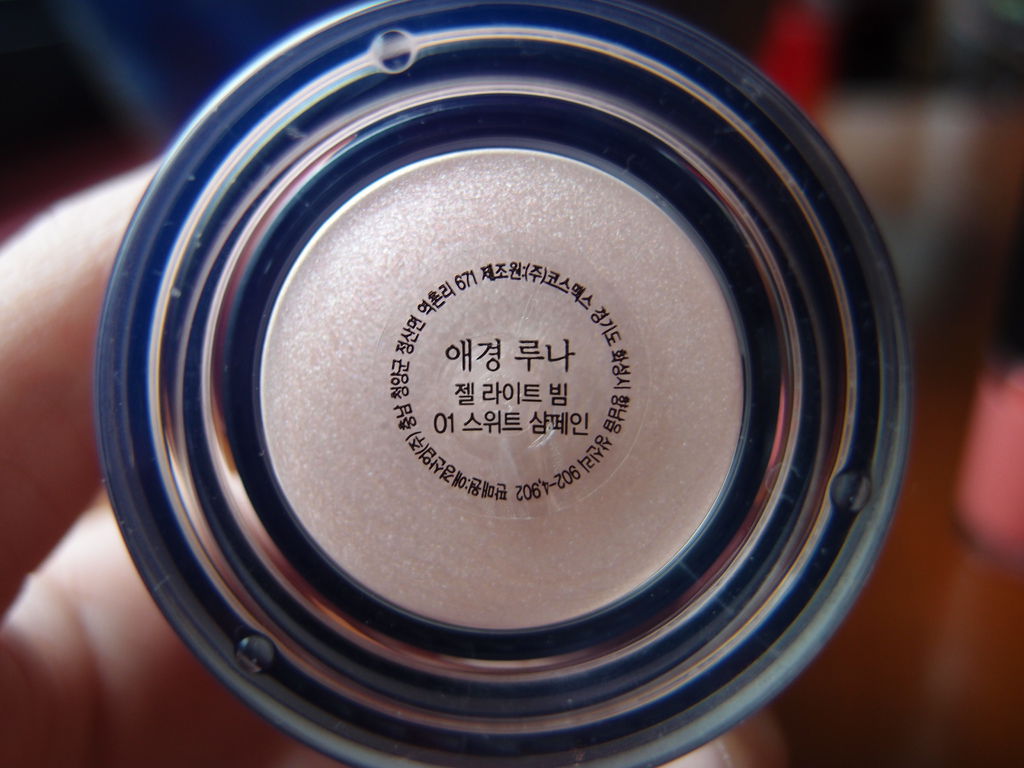 애경 루나
젤 라이트 빔
01 스위트 샴페인
제조원:(주)코스맥스 경기도 화성시 향남읍 상신리 902-4,902
판매원:애경산업(주) 충남 청양군 정산면 역촌리 671